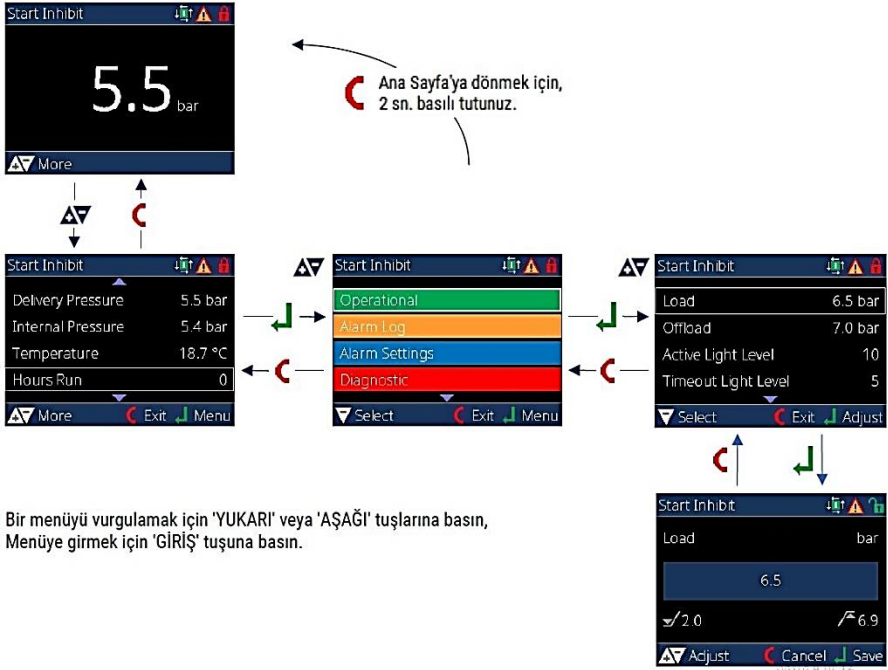 Start Inhibit
5.5 bar
More
Ana Sayfa'ya dönmek için,
2 sn. basılı tutunuz.
Start Inhibit
Delivery Pressure 5.5 bar
Internal Pressure 5.4 bar
Temperature 18.7 °C
Hours Run 0
More Exit Menu
Start Inhibit
Operational
Alarm Log
Alarm Settings
Diagnostic
Select Exit Menu
Start Inhibit
Load 6.5 bar
Offload 7.0 bar
Active Light Level 10
Timeout Light Level 5
Select Exit Adjust
Bir menüyü vurgulamak için 'YUKARI' veya 'AŞAĞI' tuşlarına basın,
Menüye girmek için 'GİRİŞ' tuşuna basın.
Start Inhibit
Load bar
6.5
2.0 6.9
Adjust Cancel Save